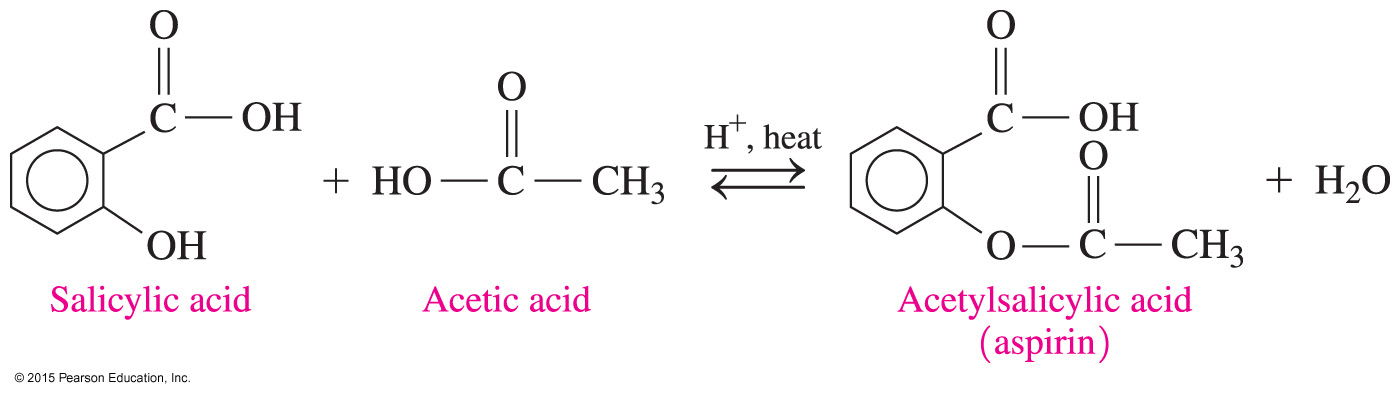 O
C — OH
OH
Salicylic acid
+
O
HO — C — CH₃
Acetic acid
H⁺, heat
O
C — OH
O
O — C — CH₃
Acetylsalicylic acid
(aspirin)
+ H₂O
© 2015 Pearson Education, Inc.